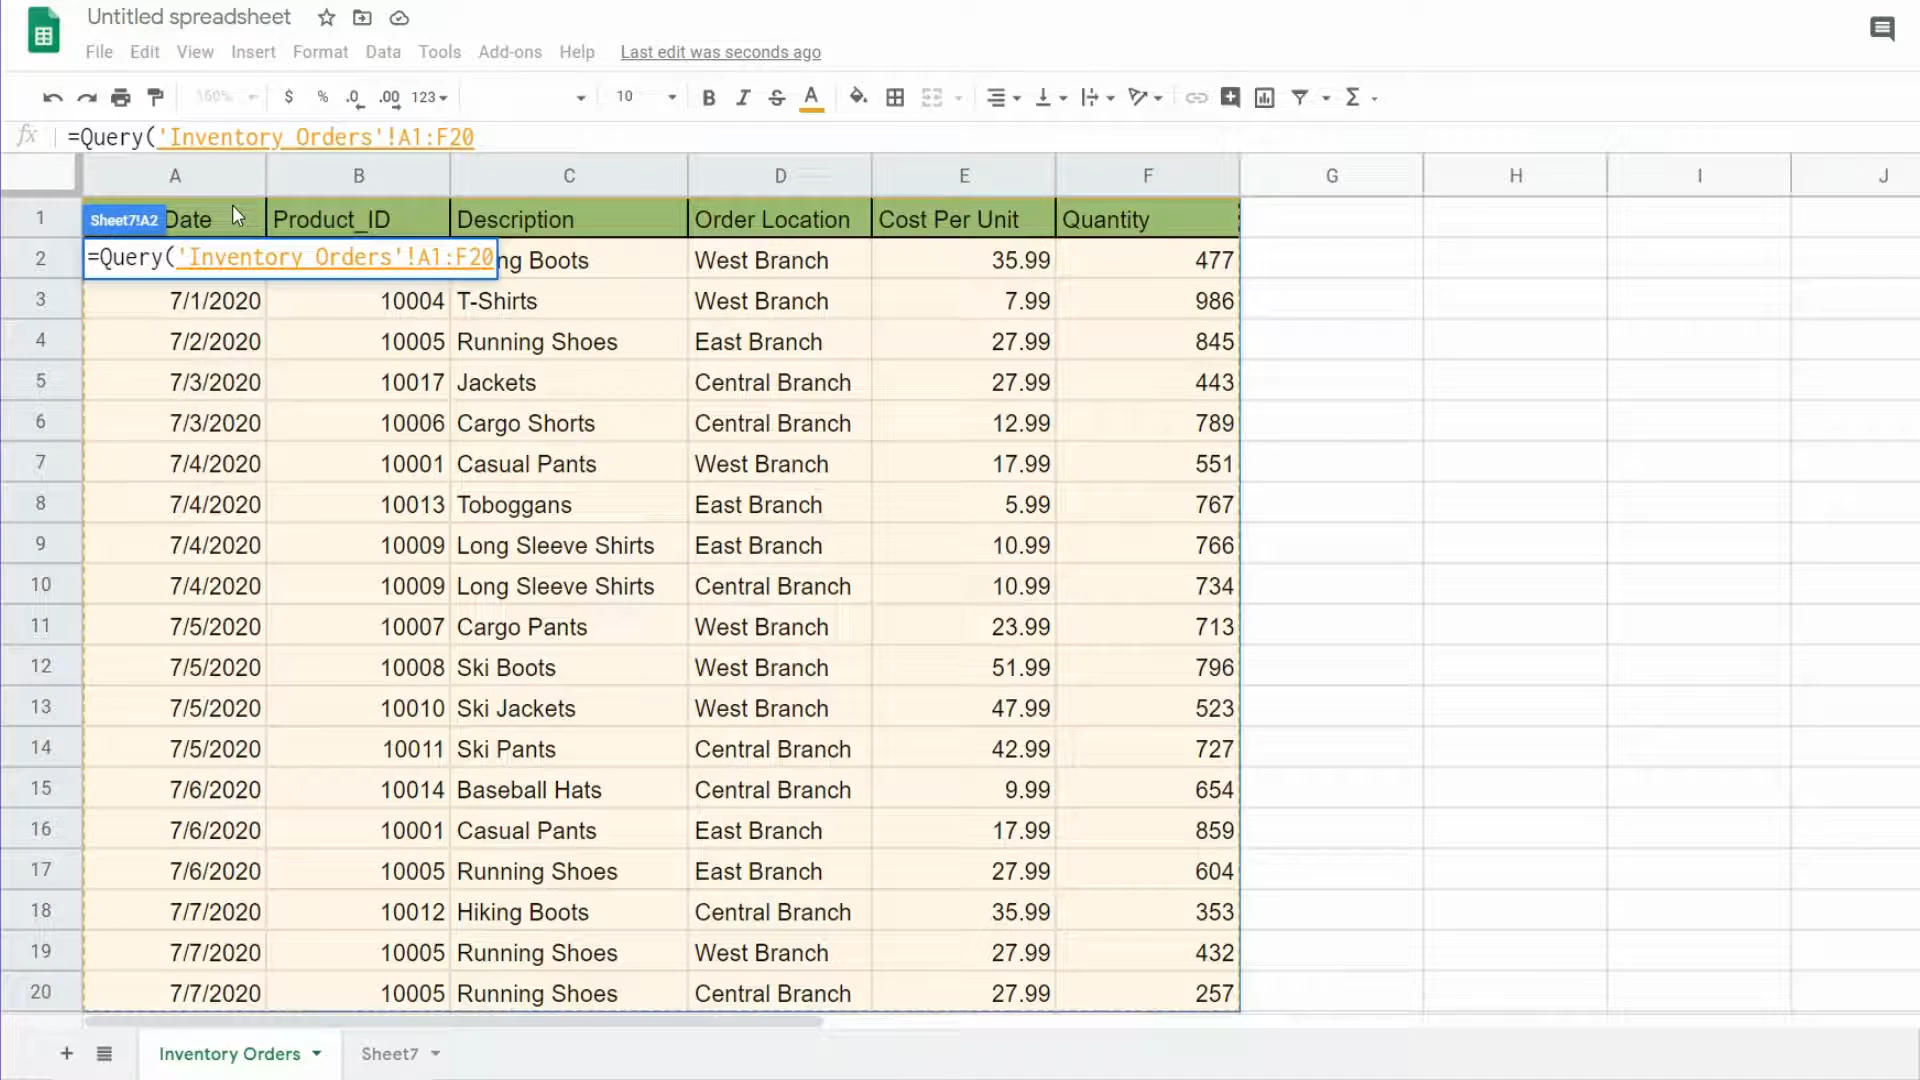 Untitled spreadsheet
File Edit View Insert Format Data Tools Add-ons Help Last edit was seconds ago
160% $ % .0 .00 123 10 B I S A Σ
fx =Query('Inventory Orders'!A1:F20
A B C D E F G H I J
1 Sheet7!A2 Date Product_ID Description Order Location Cost Per Unit Quantity
2 =Query('Inventory Orders'!A1:F20 ng Boots West Branch 35.99 477
3 7/1/2020 10004 T-Shirts West Branch 7.99 986
4 7/2/2020 10005 Running Shoes East Branch 27.99 845
5 7/3/2020 10017 Jackets Central Branch 27.99 443
6 7/3/2020 10006 Cargo Shorts Central Branch 12.99 789
7 7/4/2020 10001 Casual Pants West Branch 17.99 551
8 7/4/2020 10013 Toboggans East Branch 5.99 767
9 7/4/2020 10009 Long Sleeve Shirts East Branch 10.99 766
10 7/4/2020 10009 Long Sleeve Shirts Central Branch 10.99 734
11 7/5/2020 10007 Cargo Pants West Branch 23.99 713
12 7/5/2020 10008 Ski Boots West Branch 51.99 796
13 7/5/2020 10010 Ski Jackets West Branch 47.99 523
14 7/5/2020 10011 Ski Pants Central Branch 42.99 727
15 7/6/2020 10014 Baseball Hats Central Branch 9.99 654
16 7/6/2020 10001 Casual Pants East Branch 17.99 859
17 7/6/2020 10005 Running Shoes East Branch 27.99 604
18 7/7/2020 10012 Hiking Boots Central Branch 35.99 353
19 7/7/2020 10005 Running Shoes West Branch 27.99 432
20 7/7/2020 10005 Running Shoes Central Branch 27.99 257
+ Inventory Orders Sheet7